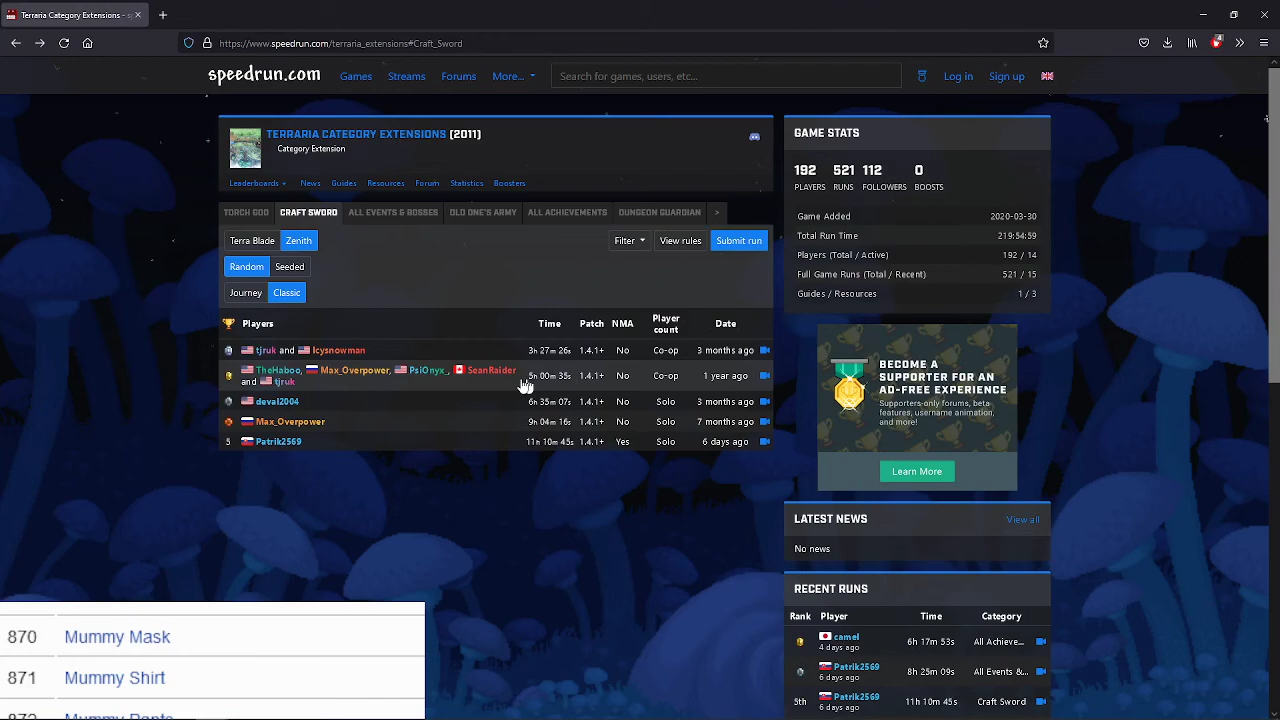 Terraria Category Extensions - sp
https://www.speedrun.com/terraria_extensions#Craft_Sword
4
speedrun.com Games Streams Forums More... Search for games, users, etc... Log in Sign up
TERRARIA CATEGORY EXTENSIONS (2011)
Category Extension
Leaderboards News Guides Resources Forum Statistics Boosters
TORCH GOD CRAFT SWORD ALL EVENTS & BOSSES OLD ONE'S ARMY ALL ACHIEVEMENTS DUNGEON GUARDIAN >
Terra Blade Zenith Filter View rules Submit run
Random Seeded
Journey Classic
Players Time Patch NMA Player count Date
tjruk and Icysnowman 3h 27m 26s 1.4.1+ No Co-op 3 months ago
TheHaboo, Max_Overpower, PsiOnyx_, SeanRaider
and tjruk 5h 00m 35s 1.4.1+ No Co-op 1 year ago
deval2004 6h 35m 07s 1.4.1+ No Solo 3 months ago
Max_Overpower 9h 04m 16s 1.4.1+ No Solo 7 months ago
5 Patrik2569 11h 10m 45s 1.4.1+ Yes Solo 6 days ago
GAME STATS
192 521 112 0
PLAYERS RUNS FOLLOWERS BOOSTS
Game Added 2020-03-30
Total Run Time 219:54:59
Players (Total / Active) 192 / 14
Full Game Runs (Total / Recent) 521 / 15
Guides / Resources 1 / 3
BECOME A
SUPPORTER FOR AN
AD-FREE EXPERIENCE
Supporters-only forums, beta
features, username animation,
and more!
Learn More
LATEST NEWS View all
No news
RECENT RUNS
Rank Player Time Category
camel 6h 17m 53s All Achieve...
4 days ago
Patrik2569 8h 25m 09s All Events &...
6 days ago
5th Patrik2569 11h 10m 45s Craft Sword
6 days ago
870 Mummy Mask
871 Mummy Shirt
872 Mummy Pants